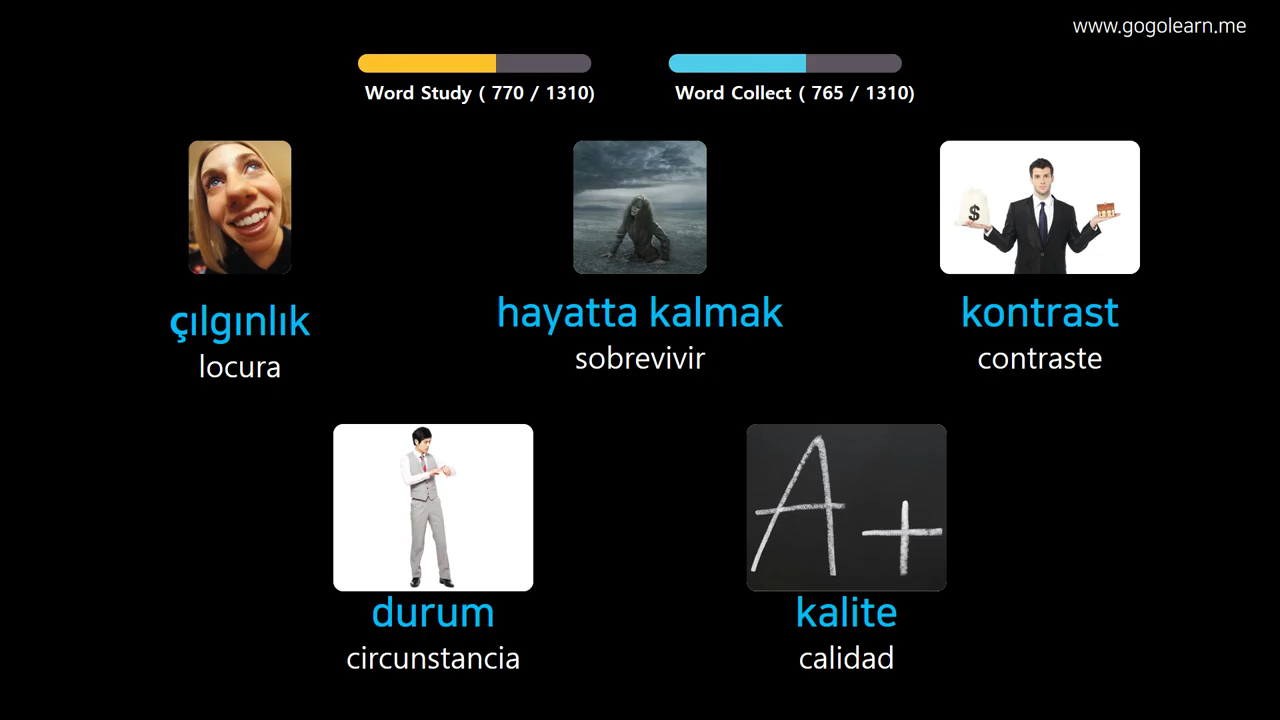 www.gogolearn.me
Word Study ( 770 / 1310)
Word Collect ( 765 / 1310)
$
çılgınlık
locura
hayatta kalmak
sobrevivir
kontrast
contraste
A+
durum
circunstancia
kalite
calidad